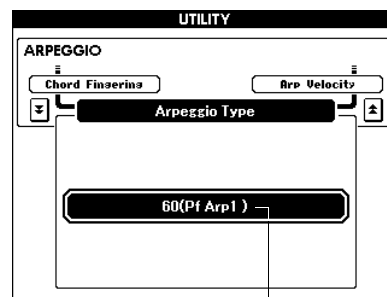 UTILITY
ARPEGGIO
Chord Fingering
Arp Velocity
Arpeggio Type
60(Pf Arp1 )